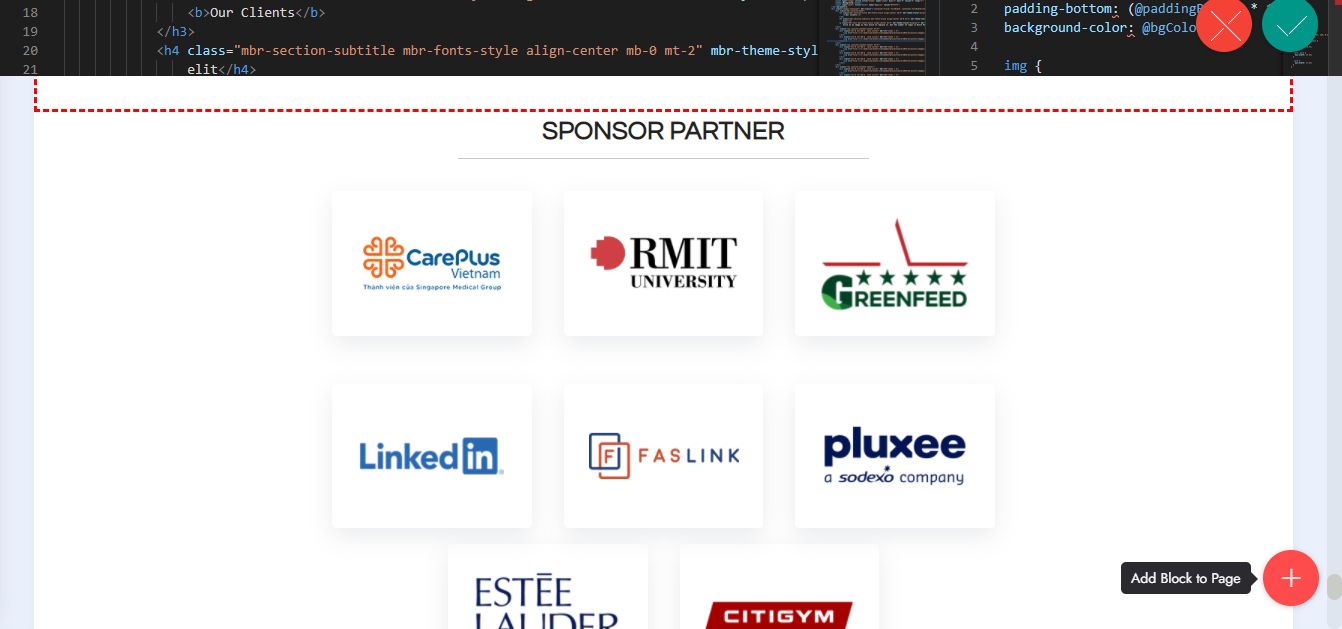 18 <b>Our Clients</b>
19 </h3>
20 <h4 class="mbr-section-subtitle mbr-fonts-style align-center mb-0 mt-2" mbr-theme-styl
21 elit</h4>
2 padding-bottom: (@paddingB *
3 background-color: @bgColo
4
5 img {
SPONSOR PARTNER
CarePlus
Vietnam
Thành viên của Singapore Medical Group
RMIT
UNIVERSITY
GREENFEED
Linked in
F FASLINK
pluxee
a sodexo company
ESTĒE
LAUDER
CITIGYM
Add Block to Page